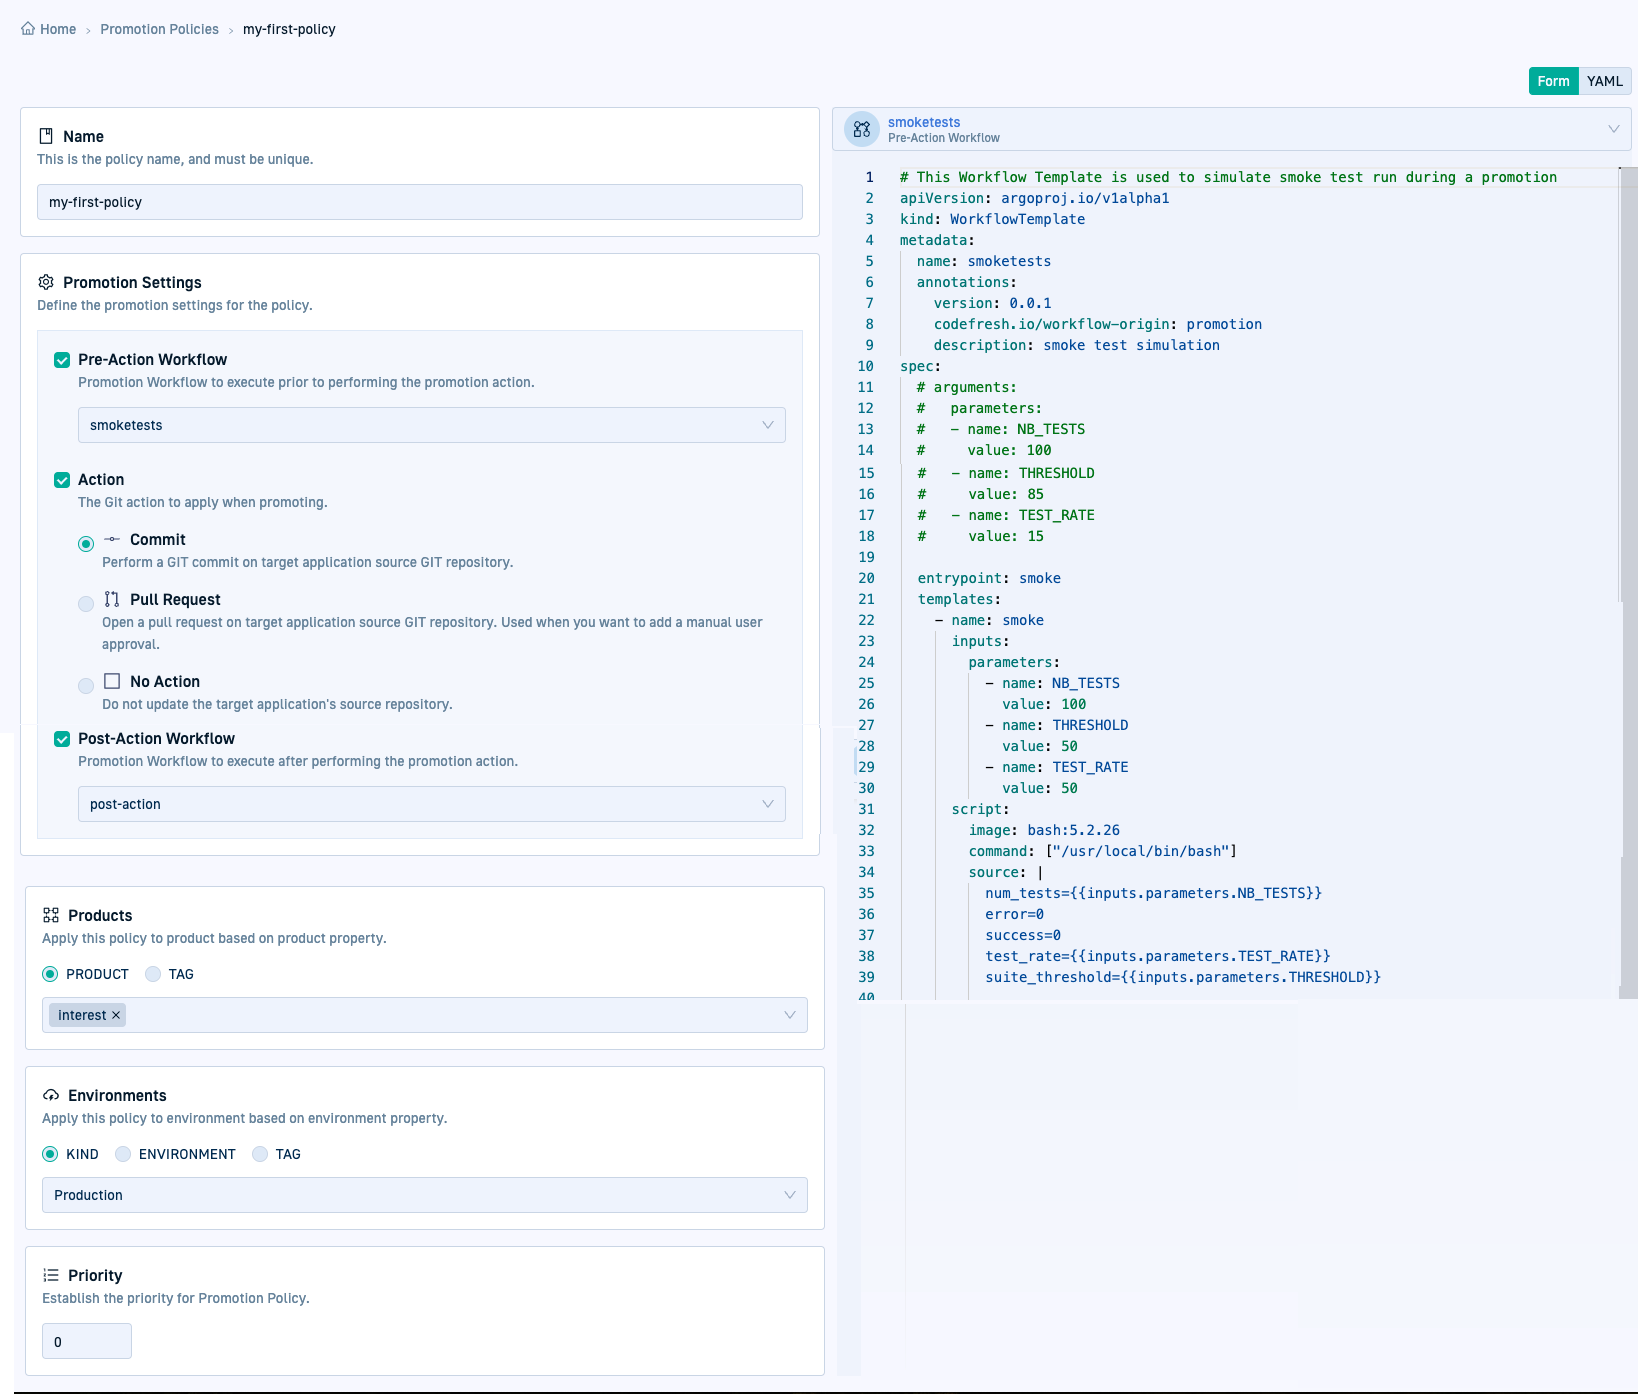 Home > Promotion Policies > my-first-policy
Form YAML
Name
This is the policy name, and must be unique.
my-first-policy
Promotion Settings
Define the promotion settings for the policy.
Pre-Action Workflow
Promotion Workflow to execute prior to performing the promotion action.
smoketests
Action
The Git action to apply when promoting.
Commit
Perform a GIT commit on target application source GIT repository.
Pull Request
Open a pull request on target application source GIT repository. Used when you want to add a manual user
approval.
No Action
Do not update the target application's source repository.
Post-Action Workflow
Promotion Workflow to execute after performing the promotion action.
post-action
Products
Apply this policy to product based on product property.
PRODUCT TAG
interest ×
Environments
Apply this policy to environment based on environment property.
KIND ENVIRONMENT TAG
Production
Priority
Establish the priority for Promotion Policy.
0
smoketests
Pre-Action Workflow
1 # This Workflow Template is used to simulate smoke test run during a promotion
2 apiVersion: argoproj.io/v1alpha1
3 kind: WorkflowTemplate
4 metadata:
5   name: smoketests
6   annotations:
7     version: 0.0.1
8     codefresh.io/workflow-origin: promotion
9     description: smoke test simulation
10 spec:
11   # arguments:
12   #   parameters:
13   #   - name: NB_TESTS
14   #     value: 100
15   #   - name: THRESHOLD
16   #     value: 85
17   #   - name: TEST_RATE
18   #     value: 15
19
20   entrypoint: smoke
21   templates:
22     - name: smoke
23       inputs:
24         parameters:
25           - name: NB_TESTS
26             value: 100
27           - name: THRESHOLD
28             value: 50
29           - name: TEST_RATE
30             value: 50
31       script:
32         image: bash:5.2.26
33         command: ["/usr/local/bin/bash"]
34         source: |
35           num_tests={{inputs.parameters.NB_TESTS}}
36           error=0
37           success=0
38           test_rate={{inputs.parameters.TEST_RATE}}
39           suite_threshold={{inputs.parameters.THRESHOLD}}
40